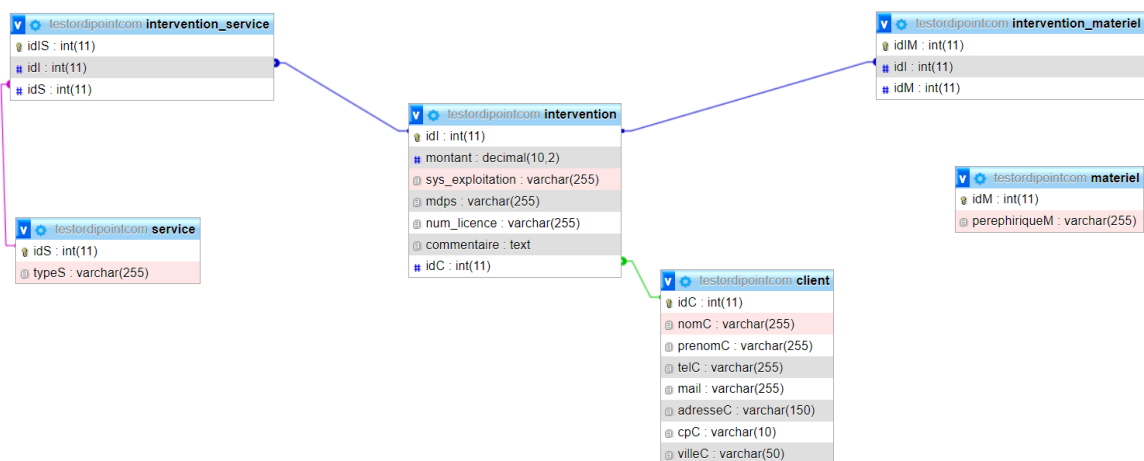 testordipointcom intervention_service
idIS : int(11)
idI : int(11)
idS : int(11)
testordipointcom intervention_materiel
idIM : int(11)
idI : int(11)
idM : int(11)
testordipointcom intervention
idI : int(11)
montant : decimal(10,2)
sys_exploitation : varchar(255)
mdps : varchar(255)
num_licence : varchar(255)
commentaire : text
idC : int(11)
testordipointcom materiel
idM : int(11)
perephiriqueM : varchar(255)
testordipointcom service
idS : int(11)
typeS : varchar(255)
testordipointcom client
idC : int(11)
nomC : varchar(255)
prenomC : varchar(255)
telC : varchar(255)
mail : varchar(255)
adresseC : varchar(150)
cpC : varchar(10)
villeC : varchar(50)